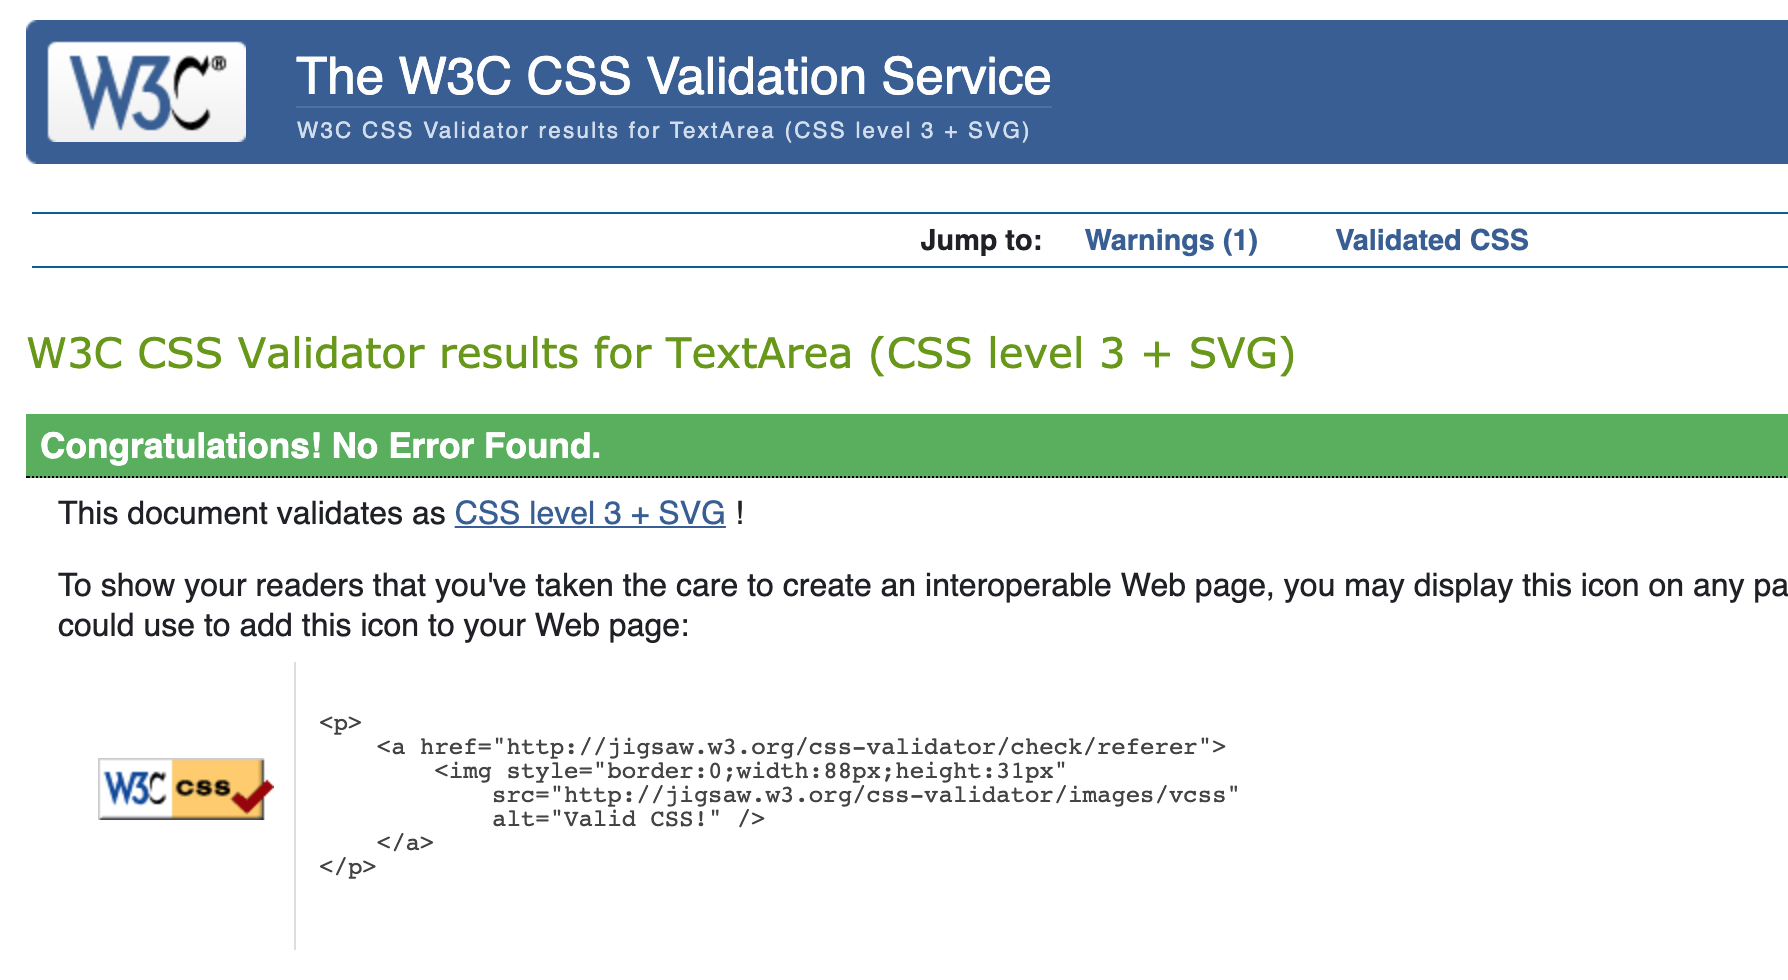 W3C®
The W3C CSS Validation Service
W3C CSS Validator results for TextArea (CSS level 3 + SVG)
Jump to: Warnings (1) Validated CSS
W3C CSS Validator results for TextArea (CSS level 3 + SVG)
Congratulations! No Error Found.
This document validates as CSS level 3 + SVG !
To show your readers that you've taken the care to create an interoperable Web page, you may display this icon on any pa
could use to add this icon to your Web page:
W3C css
<p>
    <a href="http://jigsaw.w3.org/css-validator/check/referer">
        <img style="border:0;width:88px;height:31px"
            src="http://jigsaw.w3.org/css-validator/images/vcss"
            alt="Valid CSS!" />
    </a>
</p>